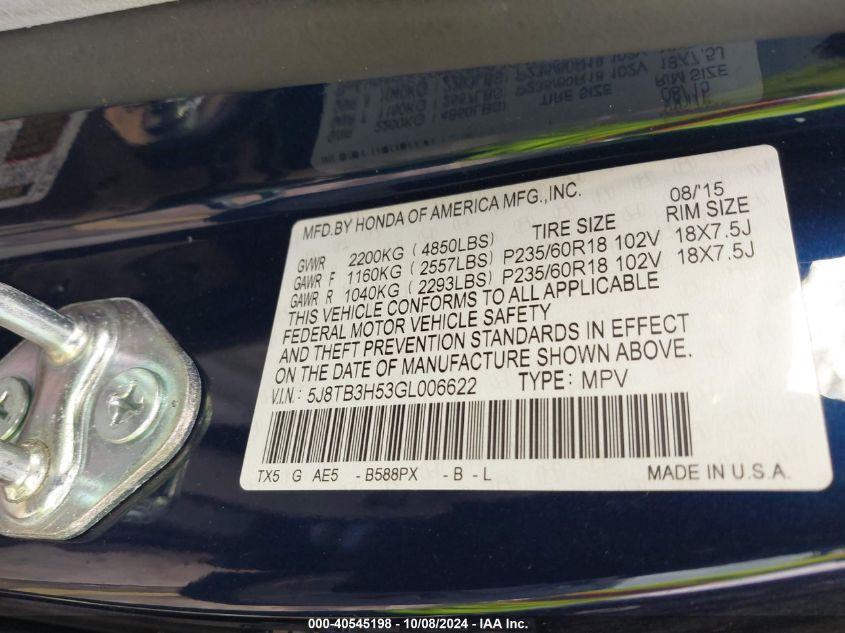 MFD.BY HONDA OF AMERICA MFG.,INC. 08/'15
TIRE SIZE RIM SIZE
GVWR 2200KG (4850LBS)
GAWR F 1160KG (2557LBS) P235/60R18 102V 18X7.5J
GAWR R 1040KG (2293LBS) P235/60R18 102V 18X7.5J
THIS VEHICLE CONFORMS TO ALL APPLICABLE
FEDERAL MOTOR VEHICLE SAFETY
AND THEFT PREVENTION STANDARDS IN EFFECT
ON THE DATE OF MANUFACTURE SHOWN ABOVE.
V.I.N.: 5J8TB3H53GL006622 TYPE: MPV
TX5 G AE5 -B588PX -B -L MADE IN U.S.A.
000-40545198 - 10/08/2024 - IAA Inc.